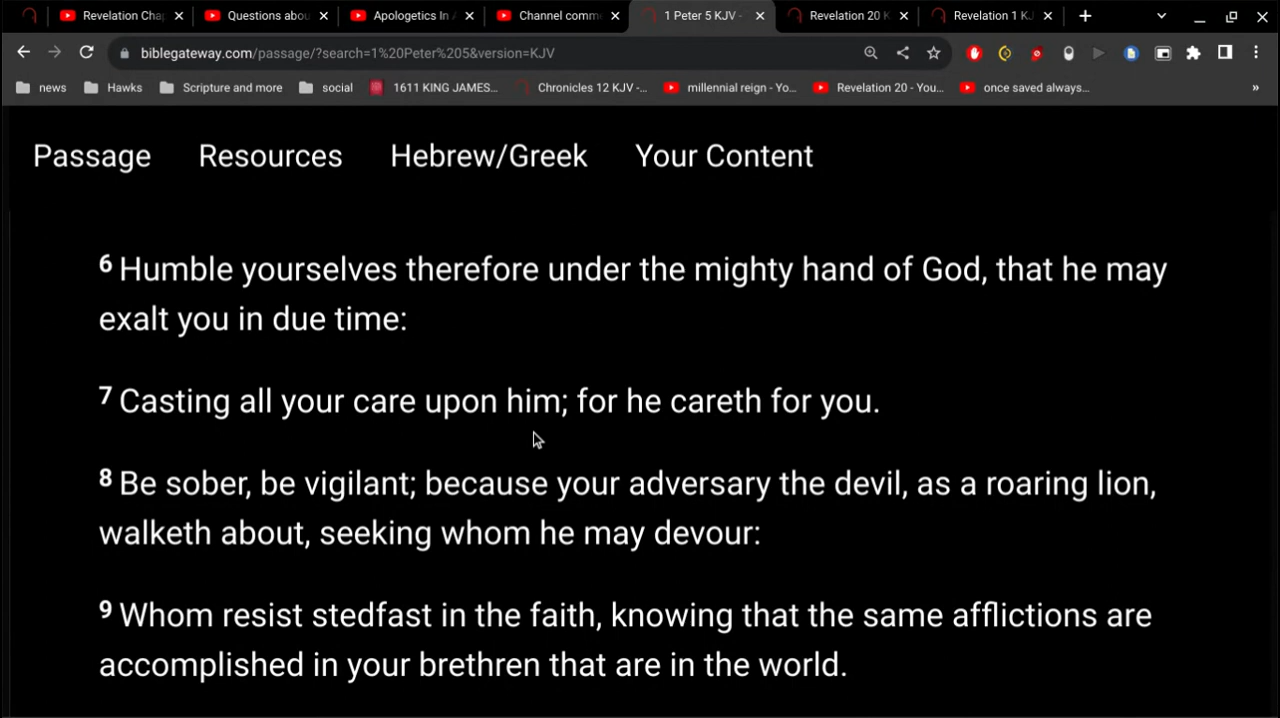 Revelation Cha
Questions abou
Apologetics In A
Channel comm
1 Peter 5 KJV -
Revelation 20 K
Revelation 1 KJ
biblegateway.com/passage/?search=1%20Peter%205&version=KJV
news
Hawks
Scripture and more
social
1611 KING JAMES...
Chronicles 12 KJV -...
millennial reign - Yo...
Revelation 20 - You...
once saved always...
»
Passage Resources Hebrew/Greek Your Content
6 Humble yourselves therefore under the mighty hand of God, that he may
exalt you in due time:
7 Casting all your care upon him; for he careth for you.
8 Be sober, be vigilant; because your adversary the devil, as a roaring lion,
walketh about, seeking whom he may devour:
9 Whom resist stedfast in the faith, knowing that the same afflictions are
accomplished in your brethren that are in the world.